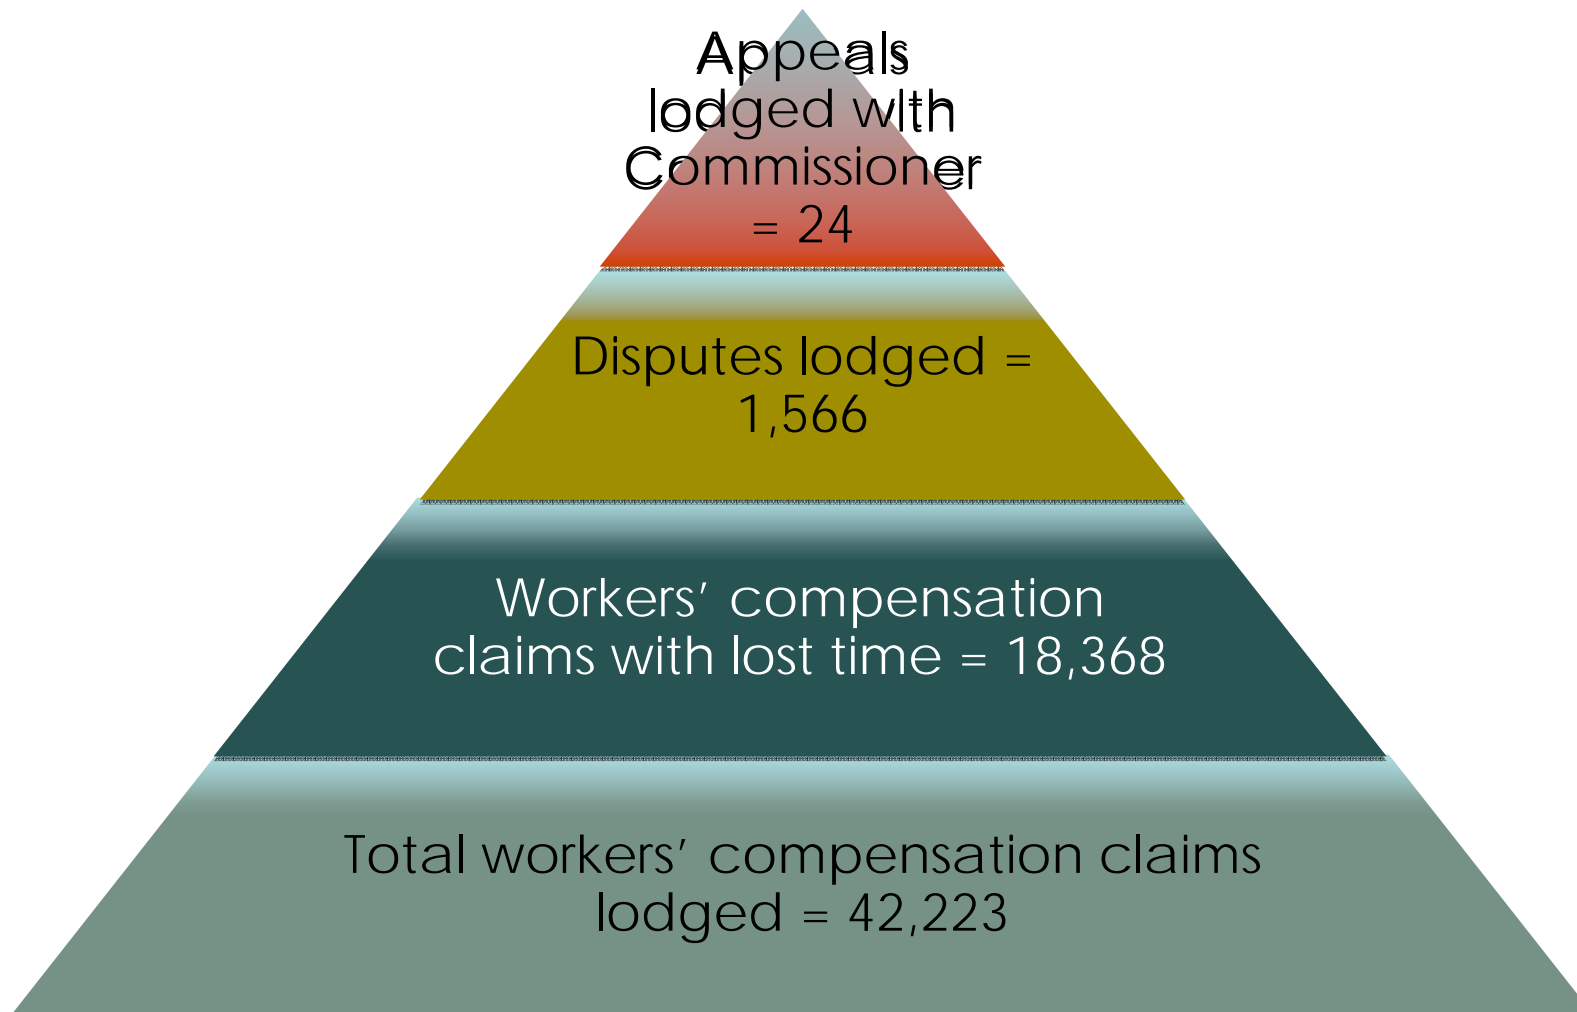 Appeals
lodged with
Commissioner
= 24
Disputes lodged =
1,566
Workers’ compensation
claims with lost time = 18,368
Total workers’ compensation claims
lodged = 42,223